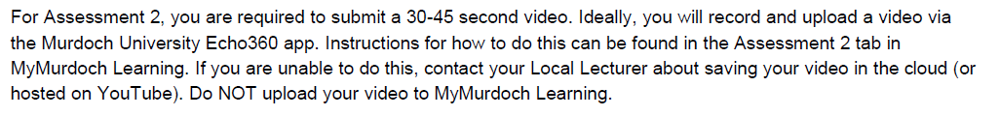 For Assessment 2, you are required to submit a 30-45 second video. Ideally, you will record and upload a video via
the Murdoch University Echo360 app. Instructions for how to do this can be found in the Assessment 2 tab in
MyMurdoch Learning. If you are unable to do this, contact your Local Lecturer about saving your video in the cloud (or
hosted on YouTube). Do NOT upload your video to MyMurdoch Learning.